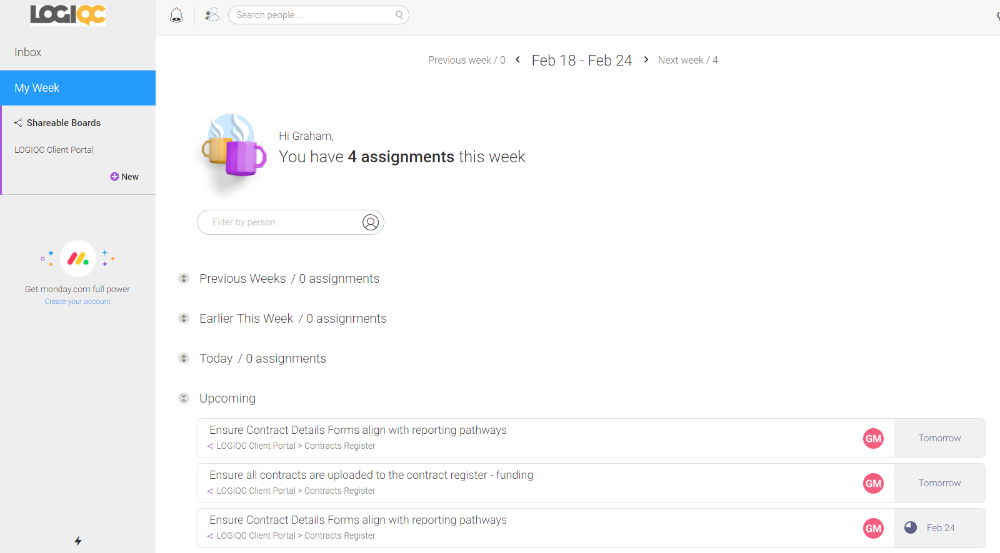 LOGIQC
Search people ...
Inbox
Previous week / 0
Feb 18 - Feb 24
Next week / 4
My Week
Shareable Boards
LOGIQC Client Portal
New
Hi Graham,
You have 4 assignments this week
Filter by person
Get monday.com full power
Create your account
Previous Weeks / 0 assignments
Earlier This Week / 0 assignments
Today / 0 assignments
Upcoming
Ensure Contract Details Forms align with reporting pathways
LOGIQC Client Portal > Contracts Register
GM
Tomorrow
Ensure all contracts are uploaded to the contract register - funding
LOGIQC Client Portal > Contracts Register
GM
Tomorrow
Ensure Contract Details Forms align with reporting pathways
LOGIQC Client Portal > Contracts Register
GM
Feb 24